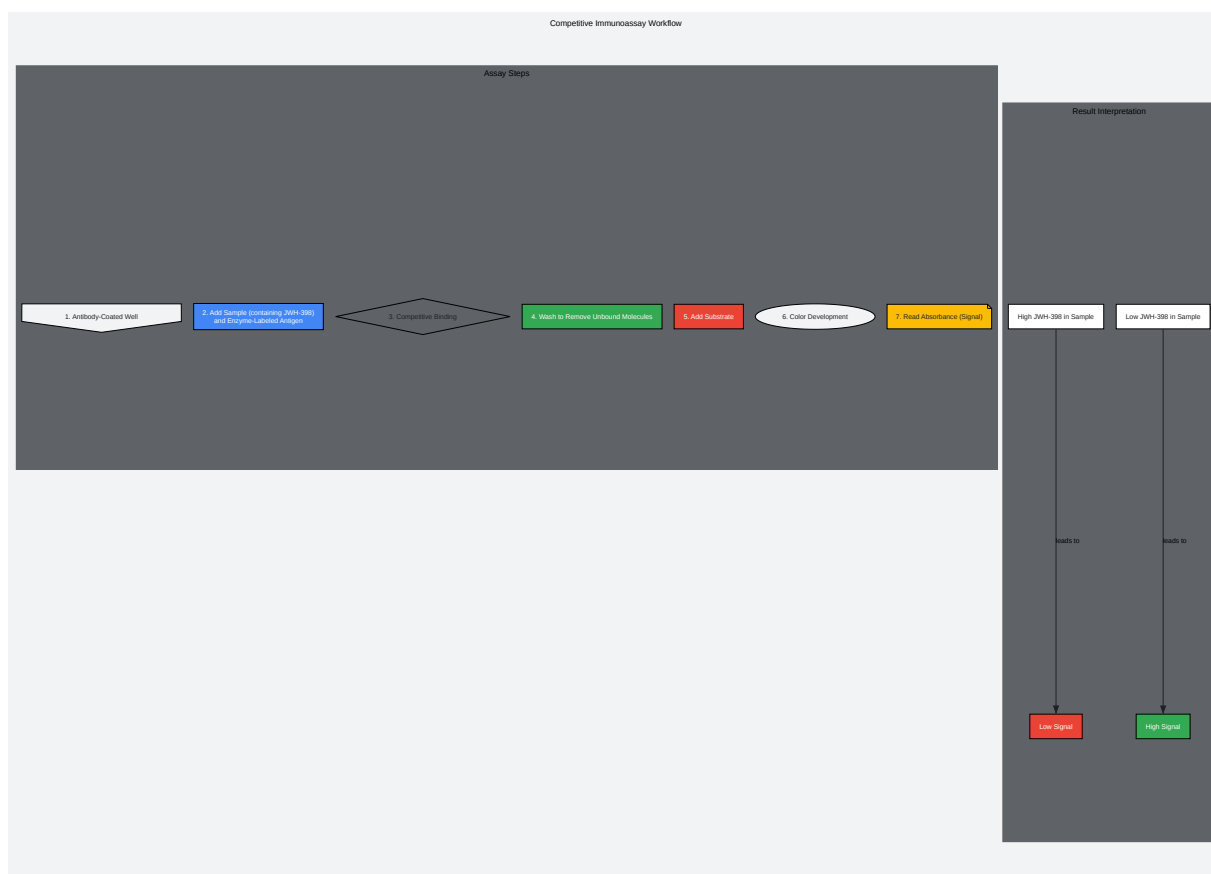 Competitive Immunoassay Workflow
Assay Steps
1. Antibody-Coated Well
2. Add Sample (containing JWH-398)
and Enzyme-Labeled Antigen
3. Competitive Binding
4. Wash to Remove Unbound Molecules
5. Add Substrate
6. Color Development
7. Read Absorbance (Signal)
Result Interpretation
High JWH-398 in Sample
Low JWH-398 in Sample
leads to
leads to
Low Signal
High Signal